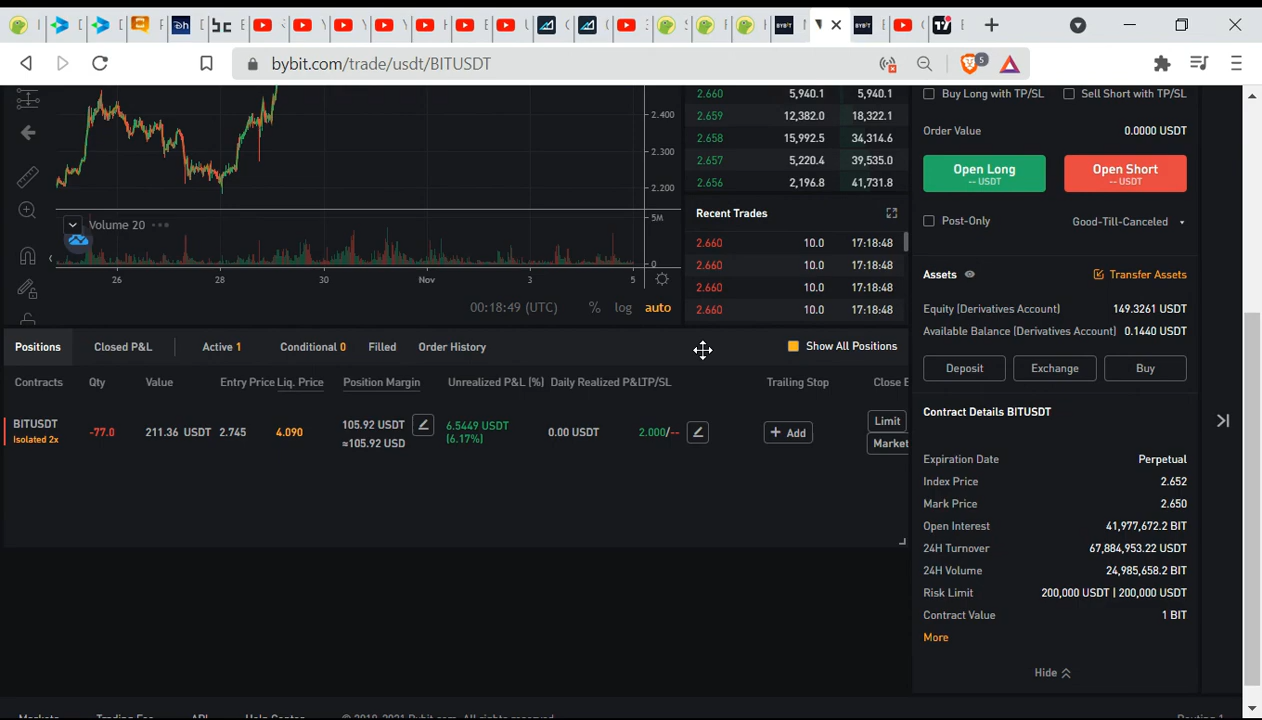 bybit.com/trade/usdt/BITUSDT
5
2.400
2.300
2.200
Volume 20
5M
0
26 28 30 Nov 3 5
00:18:49 (UTC) % log auto
2.660 5,940.1 5,940.1
2.659 12,382.0 18,322.1
2.658 15,992.5 34,314.6
2.657 5,220.4 39,535.0
2.656 2,196.8 41,731.8
Recent Trades
2.660 10.0 17:18:48
2.660 10.0 17:18:48
2.660 10.0 17:18:48
2.660 10.0 17:18:48
Buy Long with TP/SL Sell Short with TP/SL
Order Value 0.0000 USDT
Open Long Open Short
-- USDT -- USDT
Post-Only Good-Till-Canceled
Assets Transfer Assets
Equity (Derivatives Account) 149.3261 USDT
Available Balance (Derivatives Account) 0.1440 USDT
Deposit Exchange Buy
Contract Details BITUSDT
Expiration Date Perpetual
Index Price 2.652
Mark Price 2.650
Open Interest 41,977,672.2 BIT
24H Turnover 67,884,953.22 USDT
24H Volume 24,985,658.2 BIT
Risk Limit 200,000 USDT | 200,000 USDT
Contract Value 1 BIT
More
Hide
Positions Closed P&L Active 1 Conditional 0 Filled Order History Show All Positions
Contracts Qty Value Entry Price Liq. Price Position Margin Unrealized P&L (%) Daily Realized P&L TP/SL Trailing Stop Close
BITUSDT -77.0 211.36 USDT 2.745 4.090 105.92 USDT 6.5449 USDT 0.00 USDT 2.000/-- + Add Limit
Isolated 2x ≈105.92 USD (6.17%) Market